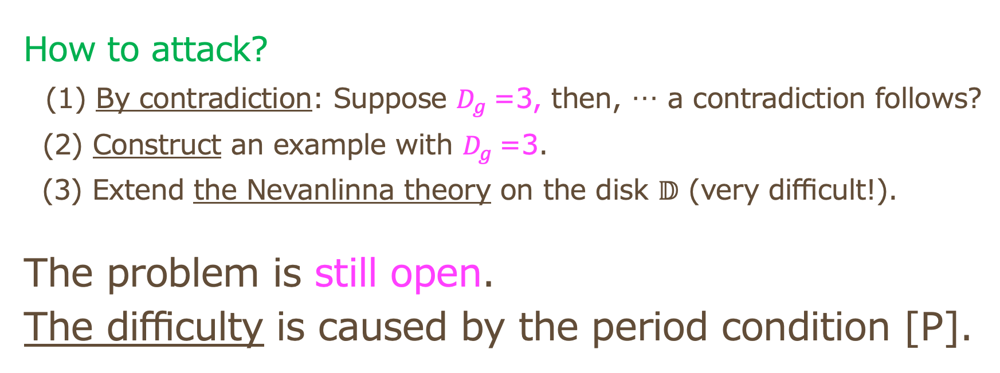 How to attack?
(1) By contradiction: Suppose D_g =3, then, ⋯ a contradiction follows?
(2) Construct an example with D_g =3.
(3) Extend the Nevanlinna theory on the disk 𝔻 (very difficult!).
The problem is still open.
The difficulty is caused by the period condition [P].